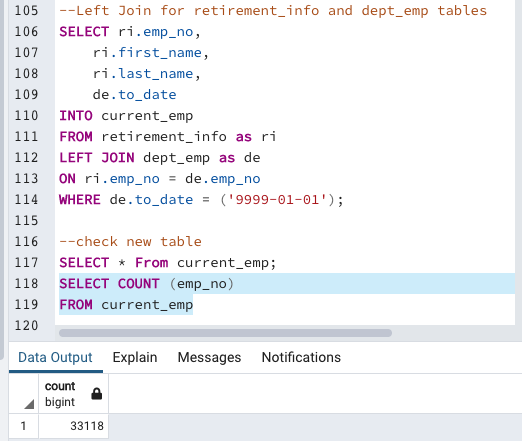 105 --Left Join for retirement_info and dept_emp tables
106 SELECT ri.emp_no,
107 ri.first_name,
108 ri.last_name,
109 de.to_date
110 INTO current_emp
111 FROM retirement_info as ri
112 LEFT JOIN dept_emp as de
113 ON ri.emp_no = de.emp_no
114 WHERE de.to_date = ('9999-01-01');
115
116 --check new table
117 SELECT * From current_emp;
118 SELECT COUNT (emp_no)
119 FROM current_emp
120
Data Output Explain Messages Notifications
count
bigint
1 33118